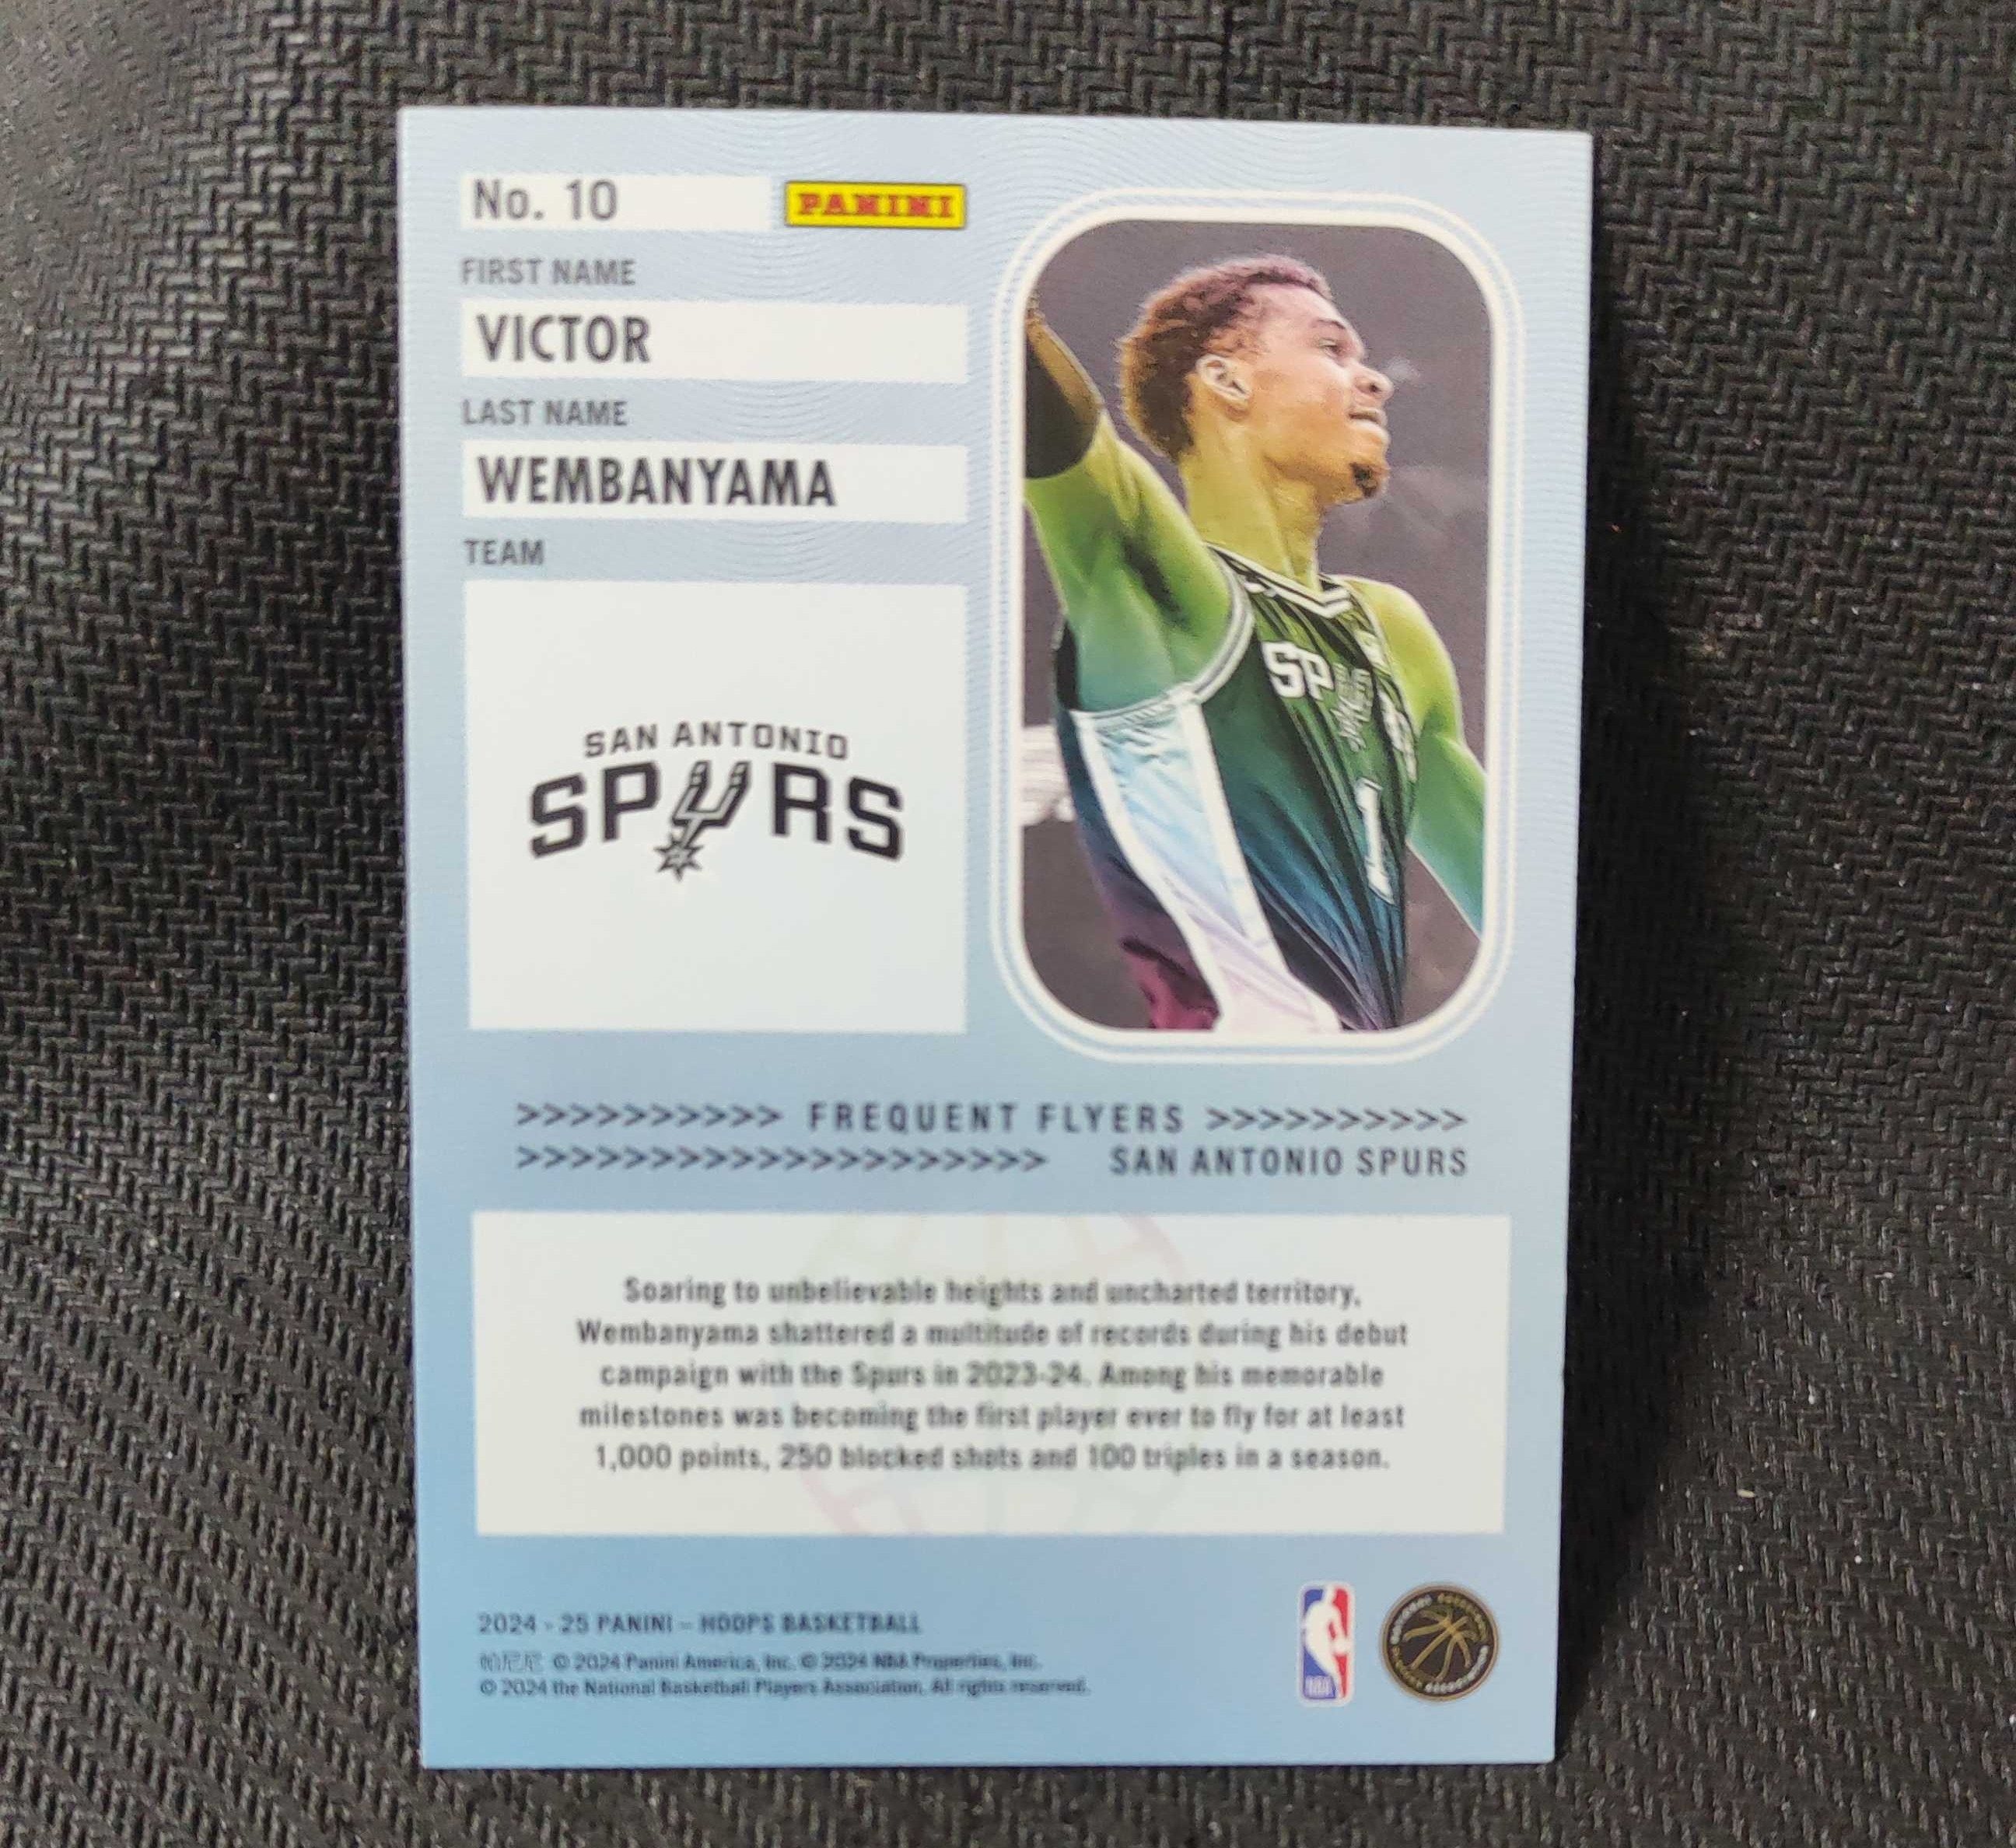 No. 10
PANINI
FIRST NAME
VICTOR
LAST NAME
WEMBANYAMA
TEAM
SAN ANTONIO
SPURS
SP
1
>>>>>>>>>> FREQUENT FLYERS >>>>>>>>>>
>>>>>>>>>>>>>>>>>>>> SAN ANTONIO SPURS
Soaring to unbelievable heights and uncharted territory,
Wembanyama shattered a multitude of records during his debut
campaign with the Spurs in 2023-24. Among his memorable
milestones was becoming the first player ever to fly for at least
1,000 points, 250 blocked shots and 100 triples in a season.
2024 - 25 PANINI – HOOPS BASKETBALL
帕尼尼 © 2024 Panini America, Inc. © 2024 NBA Properties, Inc.
© 2024 the National Basketball Players Association. All rights reserved.
NBA